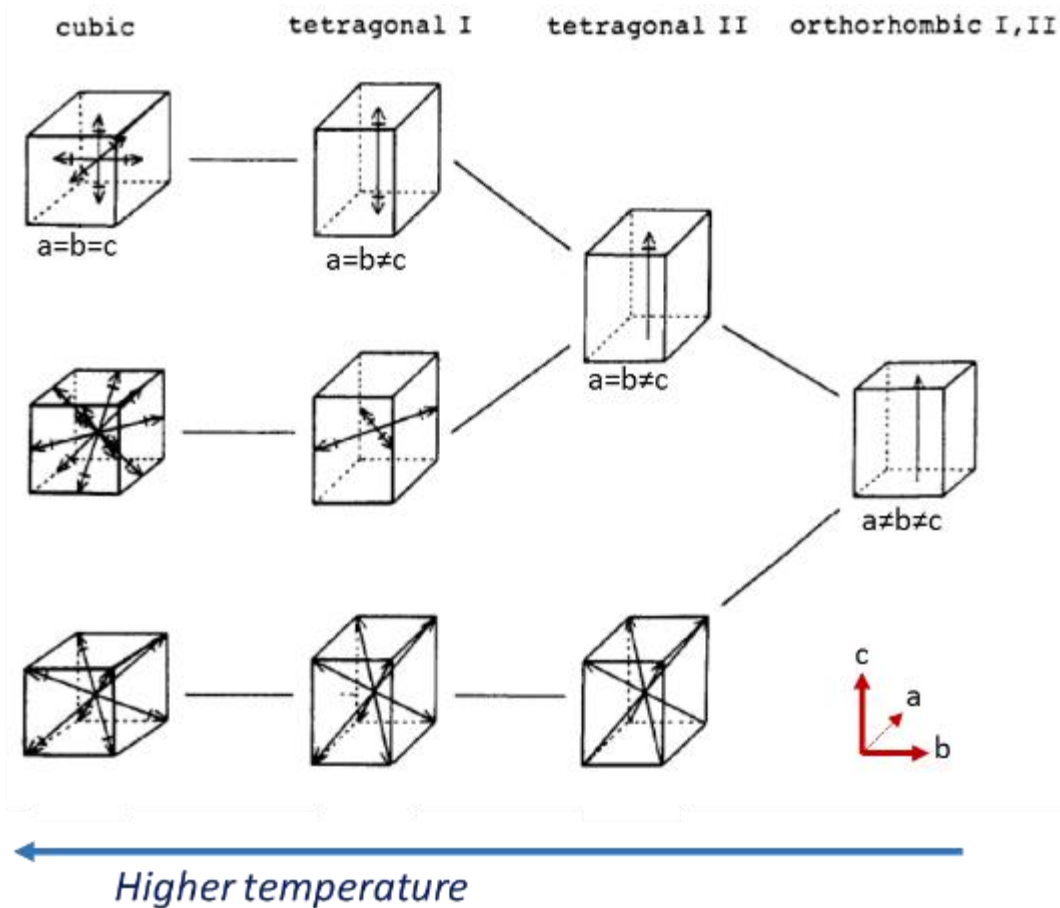 cubic
tetragonal I
tetragonal II
orthorhombic I,II
a=b=c
a=b≠c
a=b≠c
a≠b≠c
c
a
b
Higher temperature